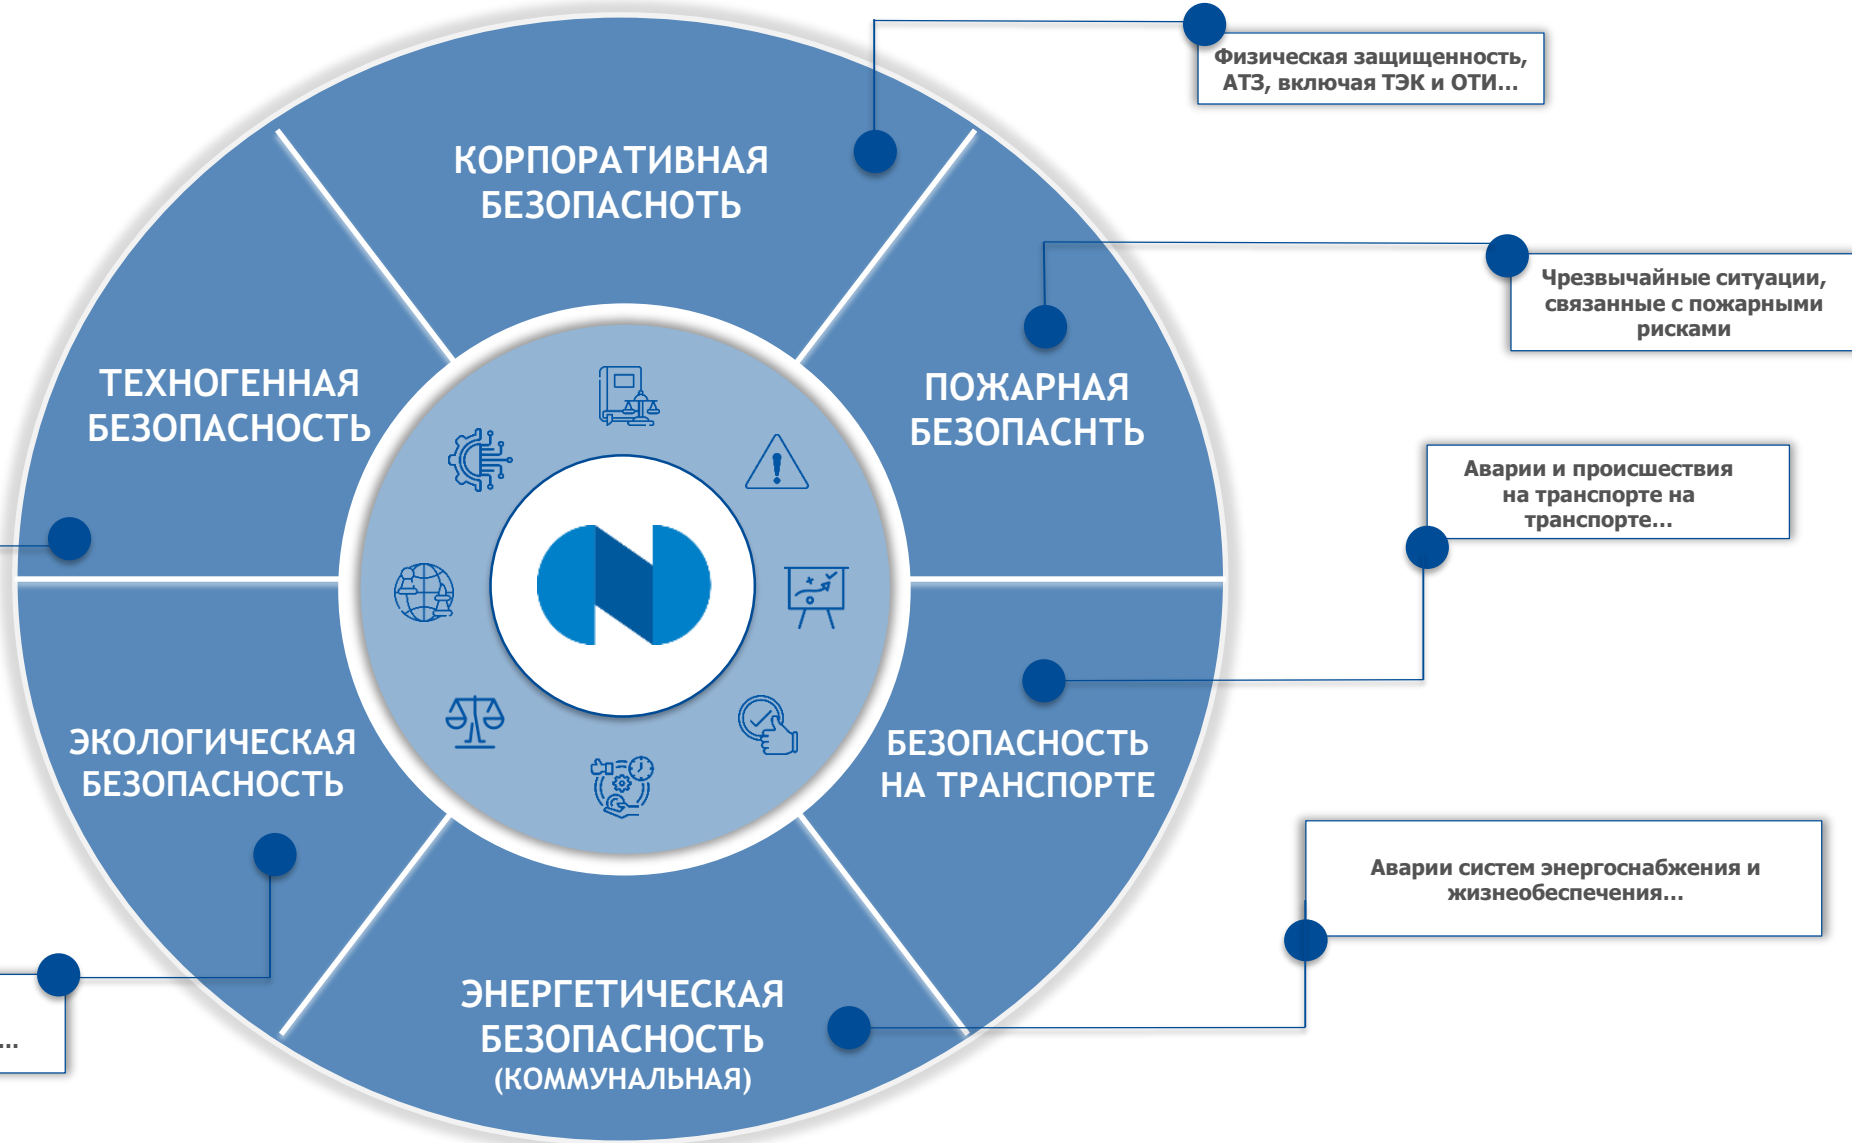 Физическая защищенность,
АТЗ, включая ТЭК и ОТИ...
КОРПОРАТИВНАЯ
БЕЗОПАСНОТЬ
Чрезвычайные ситуации,
связанные с пожарными
рисками
ТЕХНОГЕННАЯ
БЕЗОПАСНОСТЬ
ПОЖАРНАЯ
БЕЗОПАСНТЬ
Аварии и происшествия
на транспорте на
транспорте...
ЭКОЛОГИЧЕСКАЯ
БЕЗОПАСНОСТЬ
БЕЗОПАСНОСТЬ
НА ТРАНСПОРТЕ
Аварии систем энергоснабжения и
жизнеобеспечения...
ЭНЕРГЕТИЧЕСКАЯ
БЕЗОПАСНОСТЬ
(КОММУНАЛЬНАЯ)
...